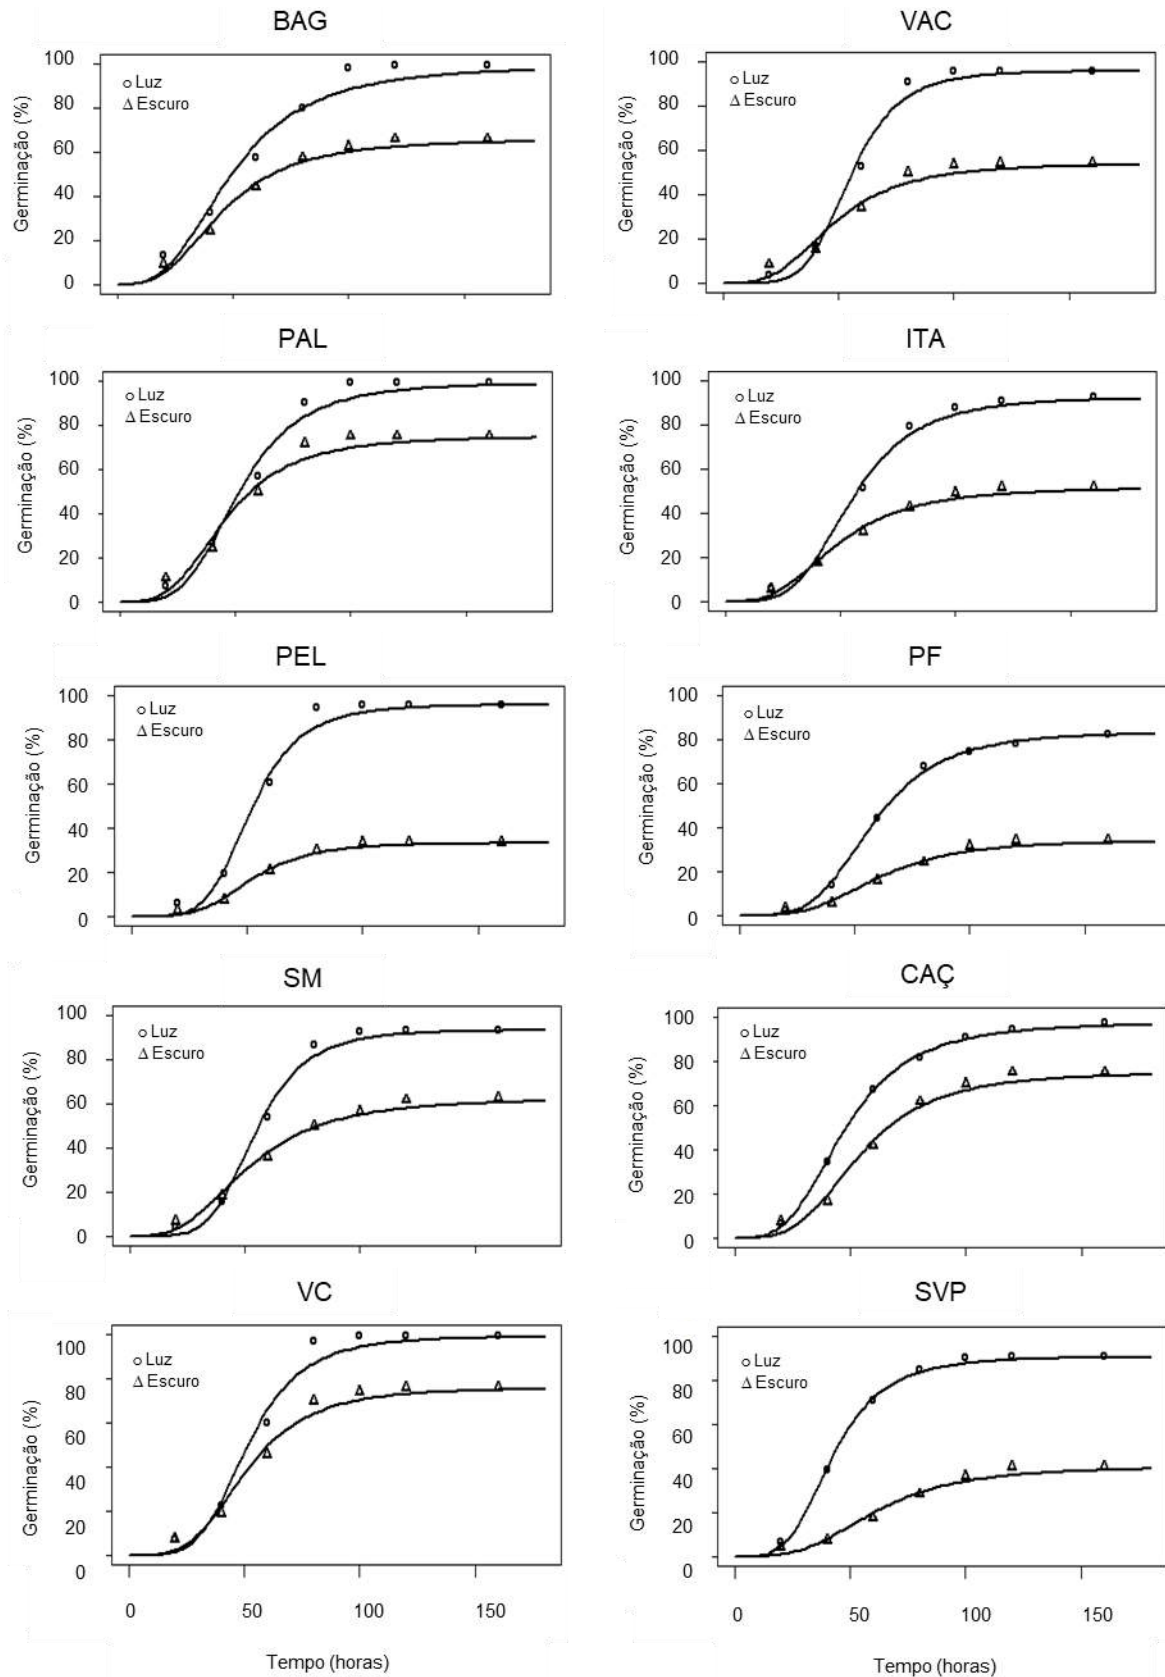 BAG
Germinação (%)
100
80
60
40
20
0
Luz
Escuro
VAC
Germinação (%)
100
80
60
40
20
0
Luz
Escuro
PAL
Germinação (%)
100
80
60
40
20
0
Luz
Escuro
ITA
Germinação (%)
100
80
60
40
20
0
Luz
Escuro
PEL
Germinação (%)
100
80
60
40
20
0
Luz
Escuro
PF
Germinação (%)
100
80
60
40
20
0
Luz
Escuro
SM
Germinação (%)
100
80
60
40
20
0
Luz
Escuro
CAÇ
Germinação (%)
100
80
60
40
20
0
Luz
Escuro
VC
Germinação (%)
100
80
60
40
20
0
Luz
Escuro
0 50 100 150
Tempo (horas)
SVP
Germinação (%)
100
80
60
40
20
0
Luz
Escuro
0 50 100 150
Tempo (horas)